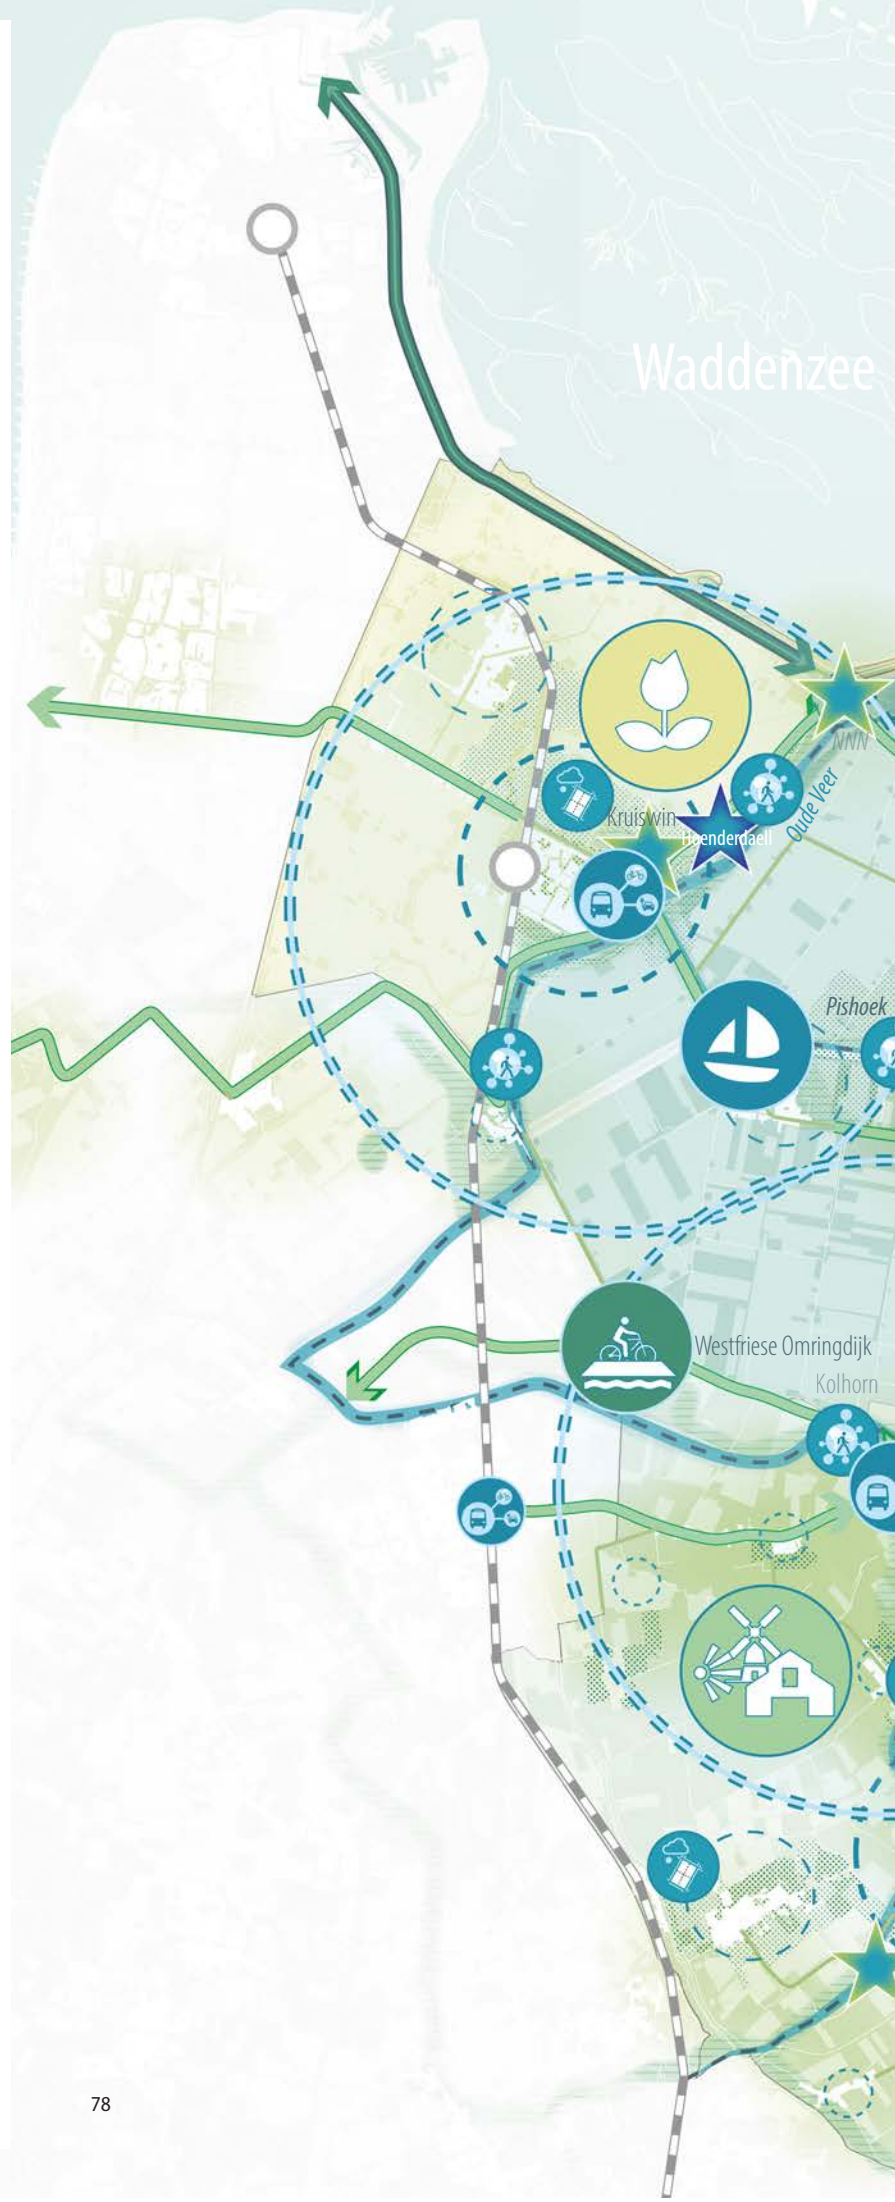 Waddenzee
NNN
Oude Veer
Kruiswin
Hoenderdaell
Pishoek
Westfriese Omringdijk
Kolhorn
78